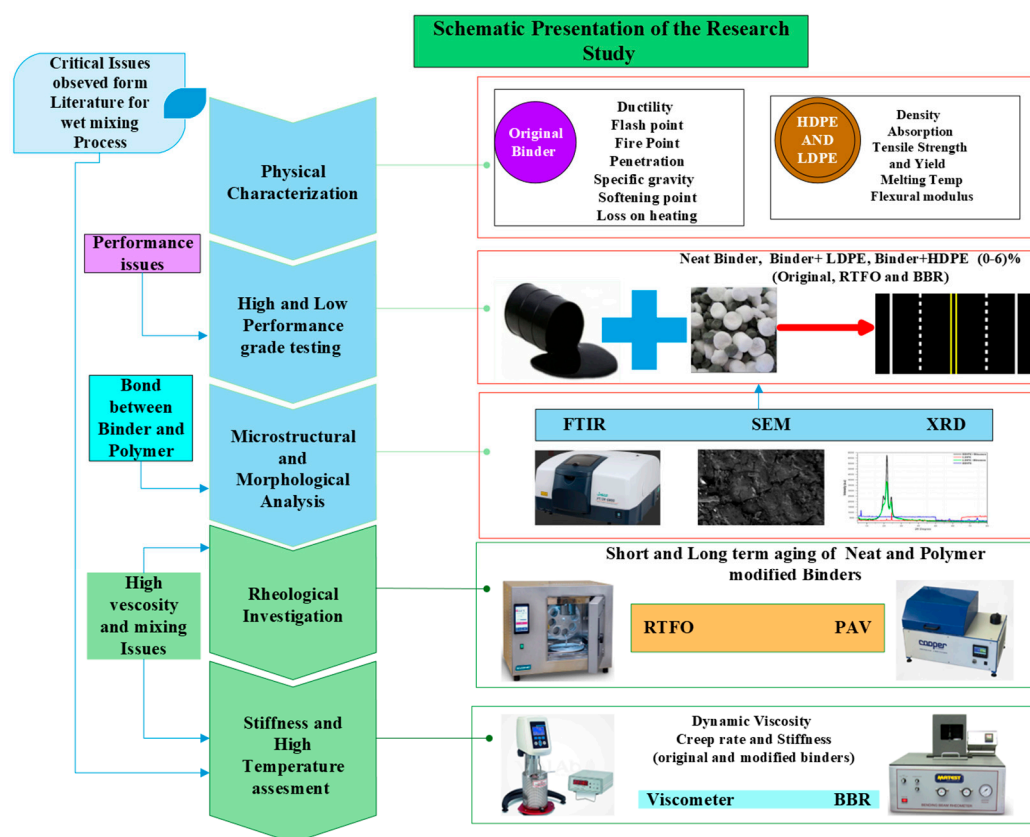 Schematic Presentation of the Research
Study
Critical Issues
obseved form
Literature for
wet mixing
Process
Physical
Characterization
Original
Binder
Ductility
Flash point
Fire Point
Penetration
Specific gravity
Softening point
Loss on heating
HDPE
AND
LDPE
Density
Absorption
Tensile Strength
and Yield
Melting Temp
Flexural modulus
Performance
issues
High and Low
Performance
grade testing
Neat Binder, Binder+ LDPE, Binder+HDPE (0-6)%
(Original, RTFO and BBR)
Bond
between
Binder and
Polymer
Microstructural
and
Morphological
Analysis
FTIR SEM XRD
High
vescosity
and mixing
Issues
Rheological
Investigation
Short and Long term aging of Neat and Polymer
modified Binders
RTFO PAV
cooper
Stiffness and
High
Temperature
assesment
Dynamic Viscosity
Creep rate and Stiffness
(original and modified binders)
Viscometer BBR
MATEST